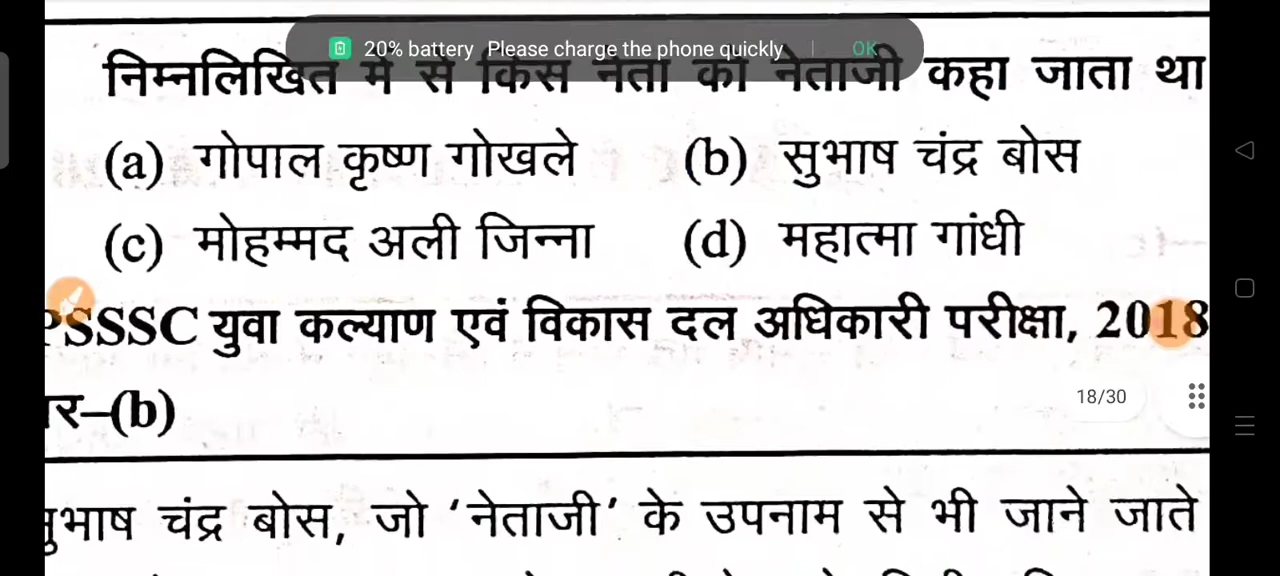 20% battery Please charge the phone quickly OK
निम्नलिखित में से किस नेता को नेताजी कहा जाता था
(a) गोपाल कृष्ण गोखले (b) सुभाष चंद्र बोस
(c) मोहम्मद अली जिन्ना (d) महात्मा गांधी
PSSSC युवा कल्याण एवं विकास दल अधिकारी परीक्षा, 2018
र–(b)
18/30
सुभाष चंद्र बोस, जो ‘नेताजी’ के उपनाम से भी जाने जाते